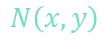 N(x, y)